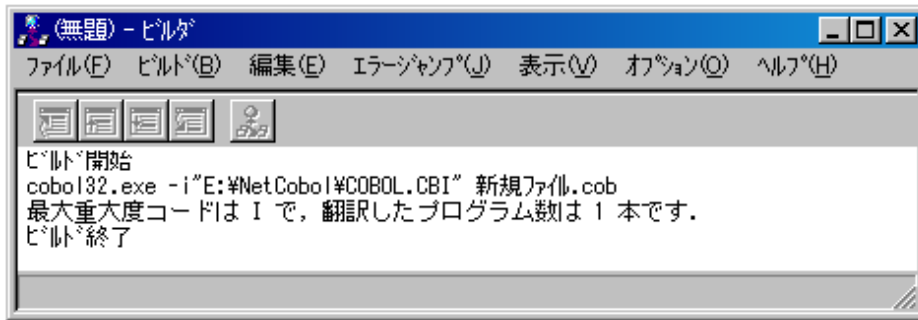 (無題) - ﾋﾞﾙﾀﾞ
ﾌｧｲﾙ(F) ﾋﾞﾙﾄﾞ(B) 編集(E) ｴﾗｰｼﾞｬﾝﾌﾟ(J) 表示(V) ｵﾌﾟｼｮﾝ(O) ﾍﾙﾌﾟ(H)
ﾋﾞﾙﾄﾞ開始
cobol32.exe -i"E:¥NetCobol¥COBOL.CBI" 新規ﾌｧｲﾙ.cob
最大重大度コードは I で，翻訳したプログラム数は 1 本です．
ﾋﾞﾙﾄﾞ終了